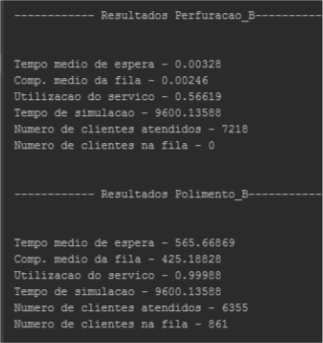 ------------ Resultados Perfuracao_B----------
Tempo medio de espera - 0.00328
Comp. medio da fila - 0.00246
Utilizacao do servico - 0.56619
Tempo de simulacao - 9600.13588
Numero de clientes atendidos - 7218
Numero de clientes na fila - 0
------------ Resultados Polimento_B-----------
Tempo medio de espera - 565.66869
Comp. medio da fila - 425.18828
Utilizacao do servico - 0.99988
Tempo de simulacao - 9600.13588
Numero de clientes atendidos - 6355
Numero de clientes na fila - 861